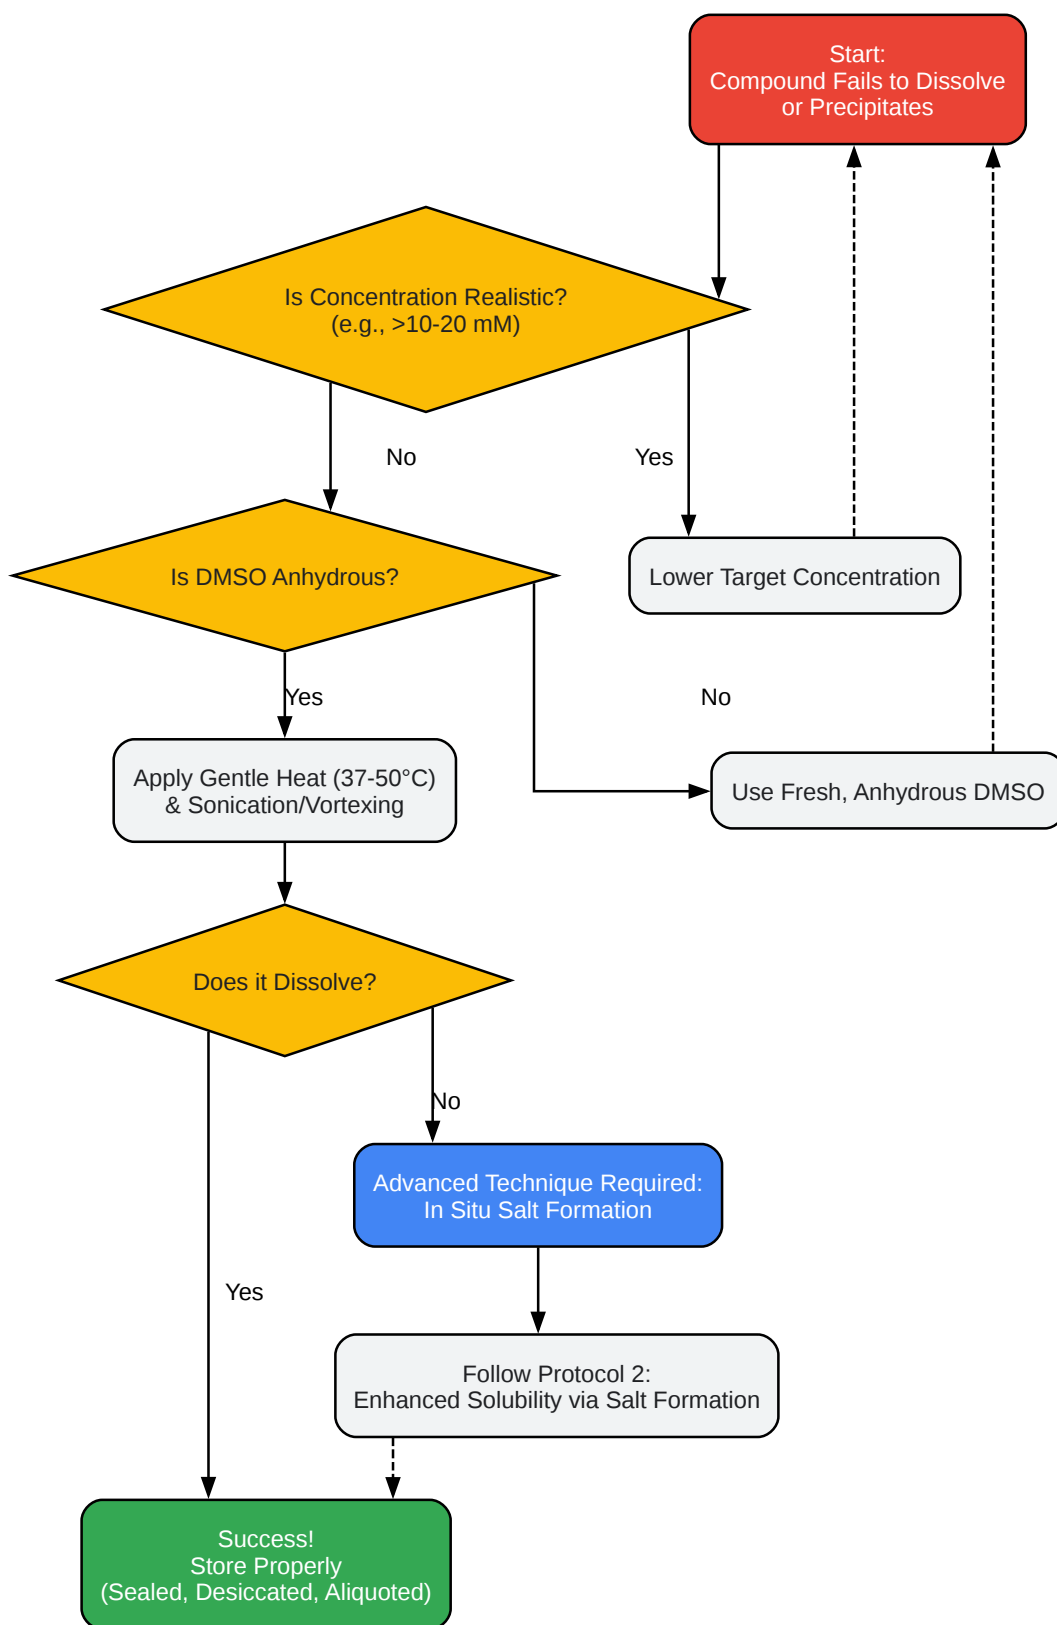 Start:
Compound Fails to Dissolve
or Precipitates
Is Concentration Realistic?
(e.g., >10-20 mM)
No
Yes
Is DMSO Anhydrous?
Lower Target Concentration
Yes
No
Apply Gentle Heat (37-50°C)
& Sonication/Vortexing
Use Fresh, Anhydrous DMSO
Does it Dissolve?
No
Advanced Technique Required:
In Situ Salt Formation
Yes
Follow Protocol 2:
Enhanced Solubility via Salt Formation
Success!
Store Properly
(Sealed, Desiccated, Aliquoted)